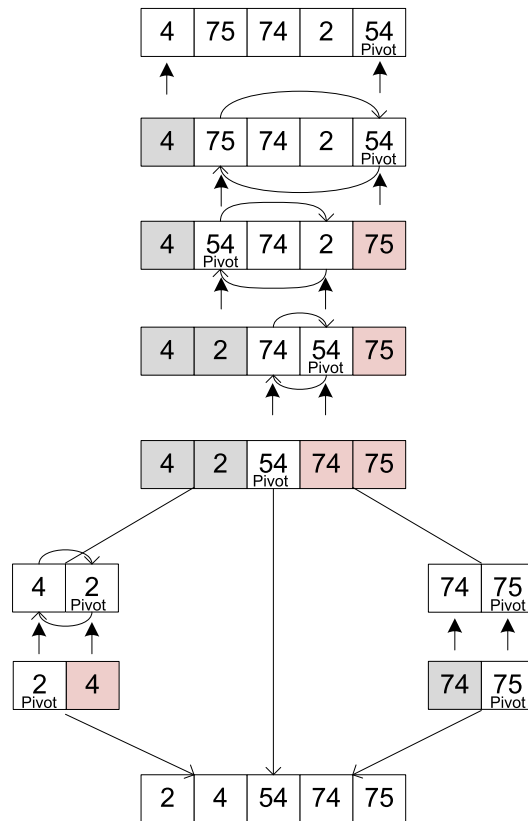 4 75 74 2 54
Pivot
4 75 74 2 54
Pivot
4 54 74 2 75
Pivot
4 2 74 54 75
Pivot
4 2 54 74 75
Pivot
4 2 74 75
Pivot Pivot
2 4 74 75
Pivot Pivot
2 4 54 74 75